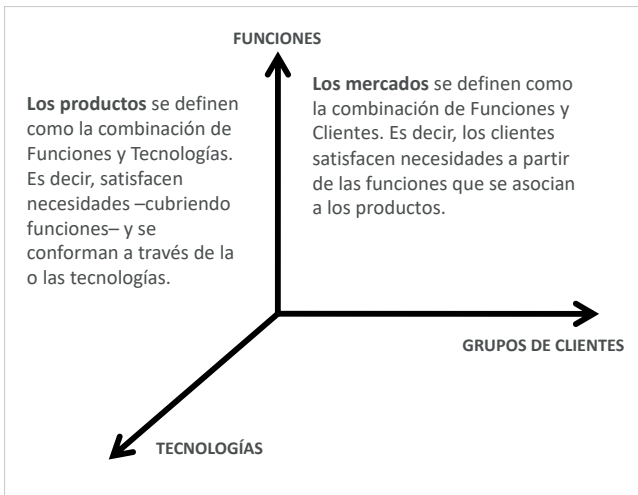 FUNCIONES
Los productos se definen
como la combinación de
Funciones y Tecnologías.
Es decir, satisfacen
necesidades –cubriendo
funciones– y se
conforman a través de la
o las tecnologías.
Los mercados se definen como
la combinación de Funciones y
Clientes. Es decir, los clientes
satisfacen necesidades a partir
de las funciones que se asocian
a los productos.
GRUPOS DE CLIENTES
TECNOLOGÍAS